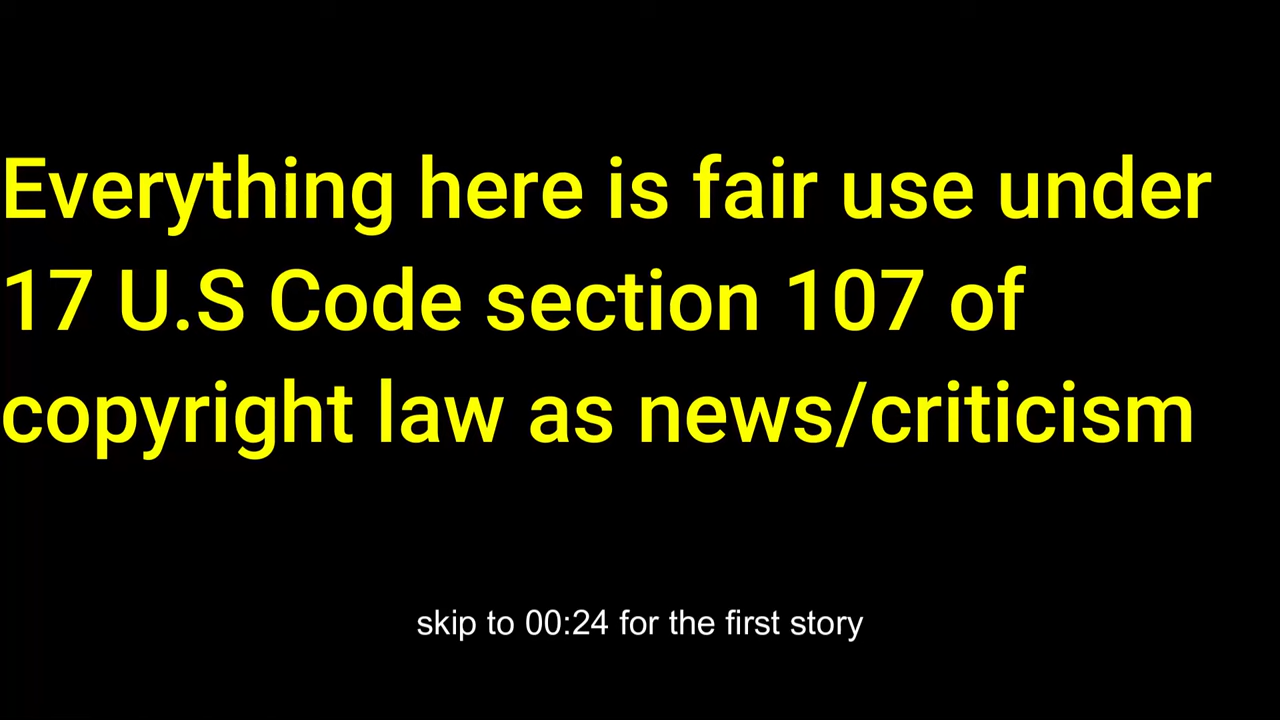 Everything here is fair use under
17 U.S Code section 107 of
copyright law as news/criticism
skip to 00:24 for the first story